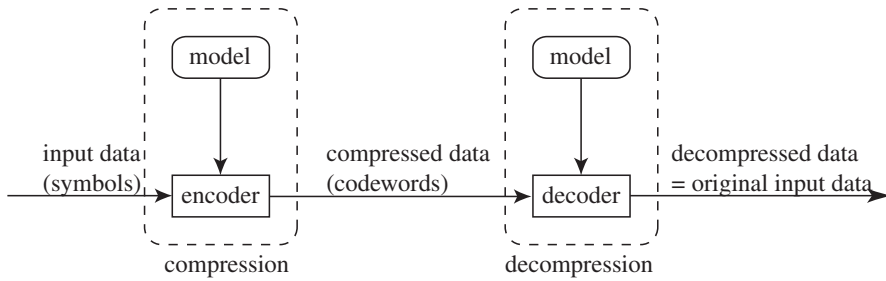 model
model
input data
(symbols)
encoder
compressed data
(codewords)
decoder
decompressed data
= original input data
compression
decompression